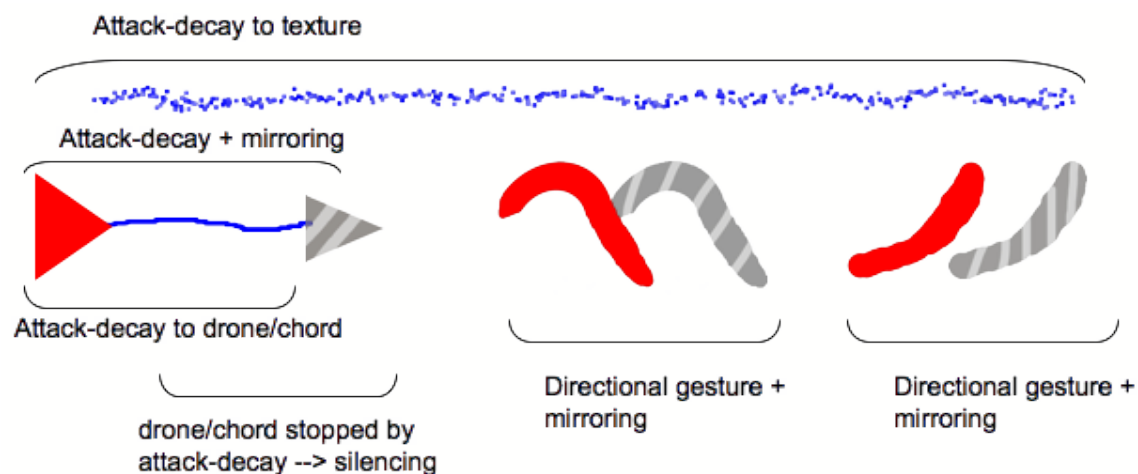 Attack-decay to texture
Attack-decay + mirroring
Attack-decay to drone/chord
drone/chord stopped by
attack-decay --> silencing
Directional gesture +
mirroring
Directional gesture +
mirroring